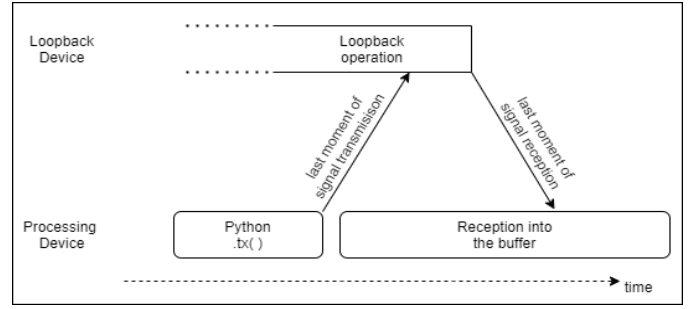 Loopback
Device
Loopback
operation
last moment of
signal transmisison
last moment of
signal reception
Processing
Device
Python
.tx( )
Reception into
the buffer
time